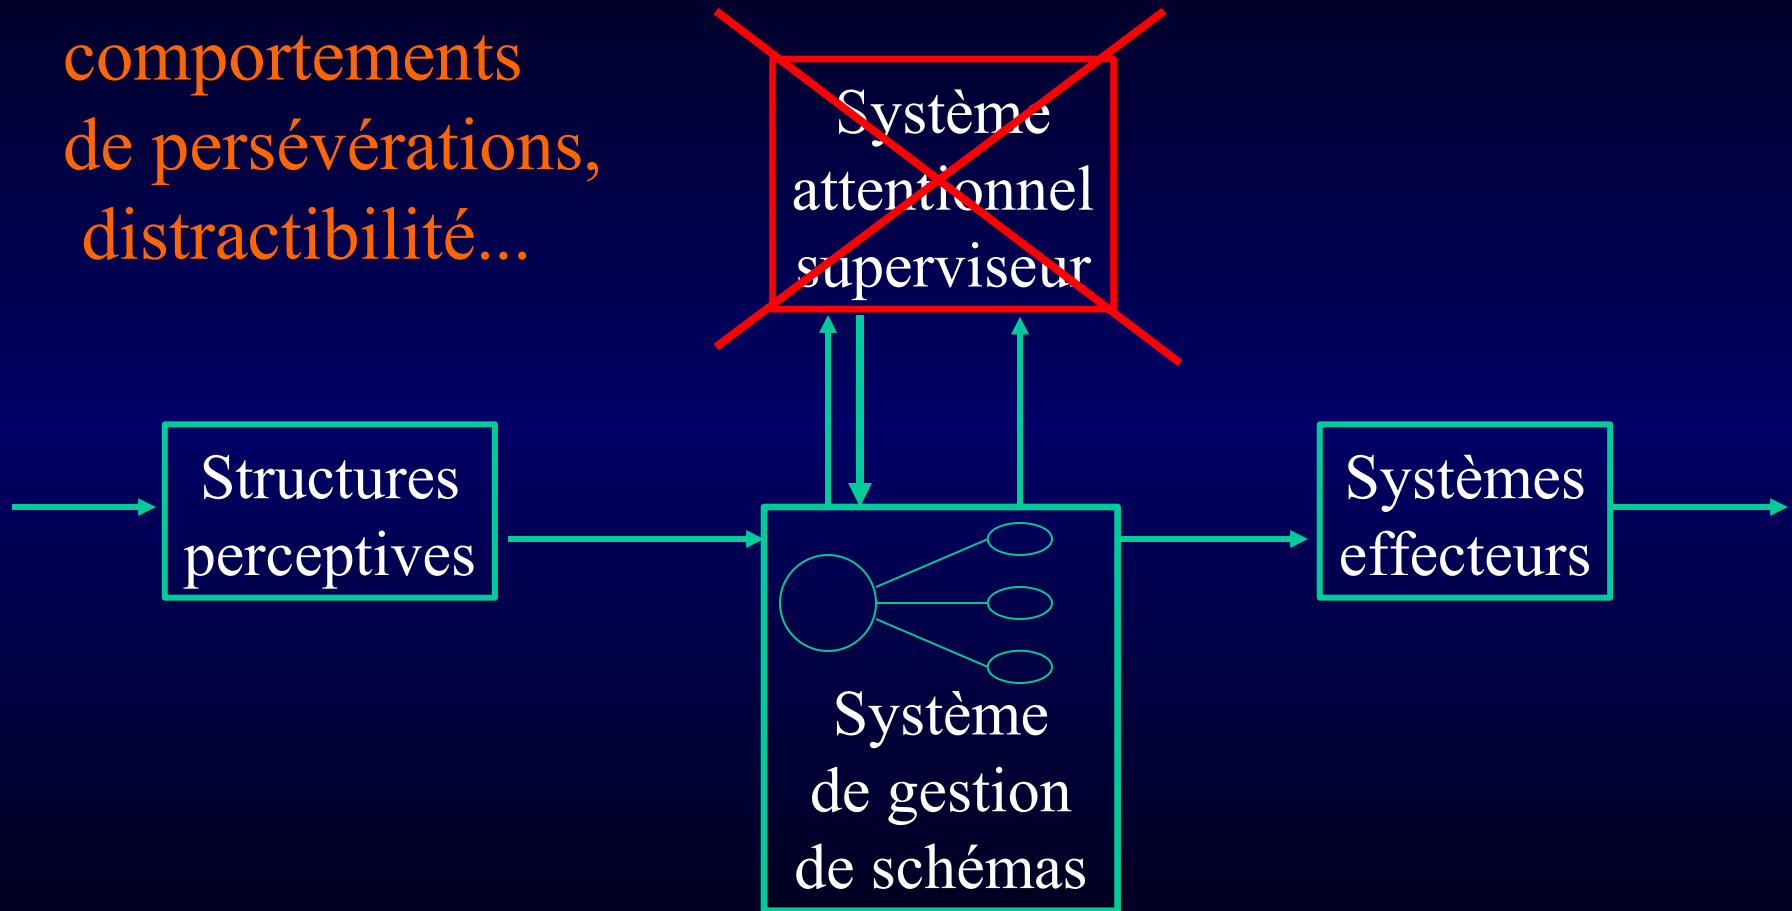 comportements
de persévérations,
distractibilité...
Système
attentionnel
superviseur
Structures
perceptives
Systèmes
effecteurs
Système
de gestion
de schémas